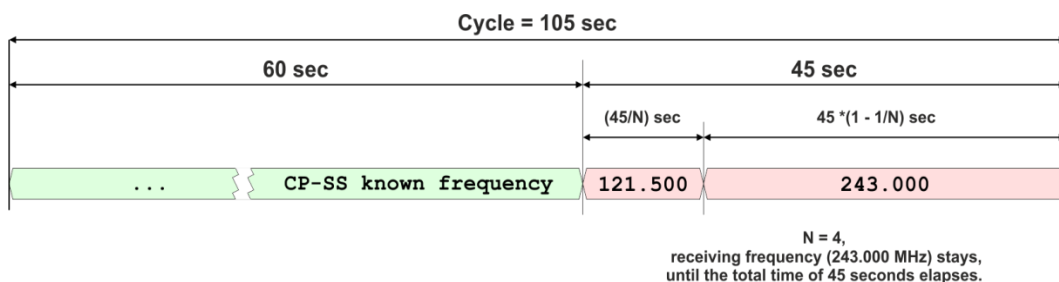 Cycle = 105 sec
60 sec
45 sec
(45/N) sec
45 *(1 - 1/N) sec
...
CP-SS known frequency
121.500
243.000
N = 4,
receiving frequency (243.000 MHz) stays,
until the total time of 45 seconds elapses.